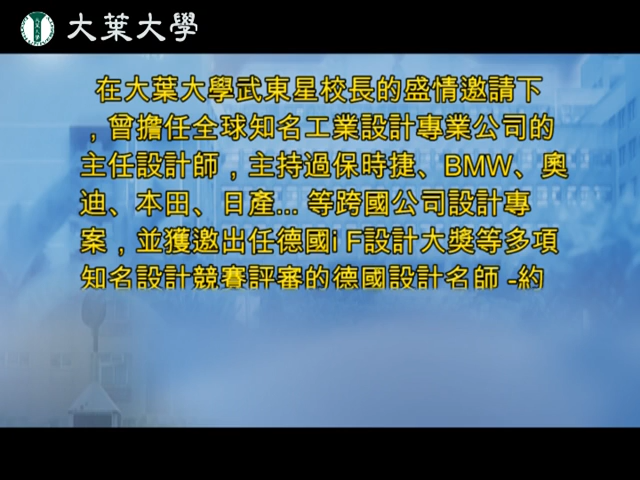 大葉大學
在大葉大學武東星校長的盛情邀請下
，曾擔任全球知名工業設計專業公司的
主任設計師，主持過保時捷、BMW、奧
迪、本田、日產... 等跨國公司設計專
案，並獲邀出任德國i F設計大獎等多項
知名設計競賽評審的德國設計名師 -約